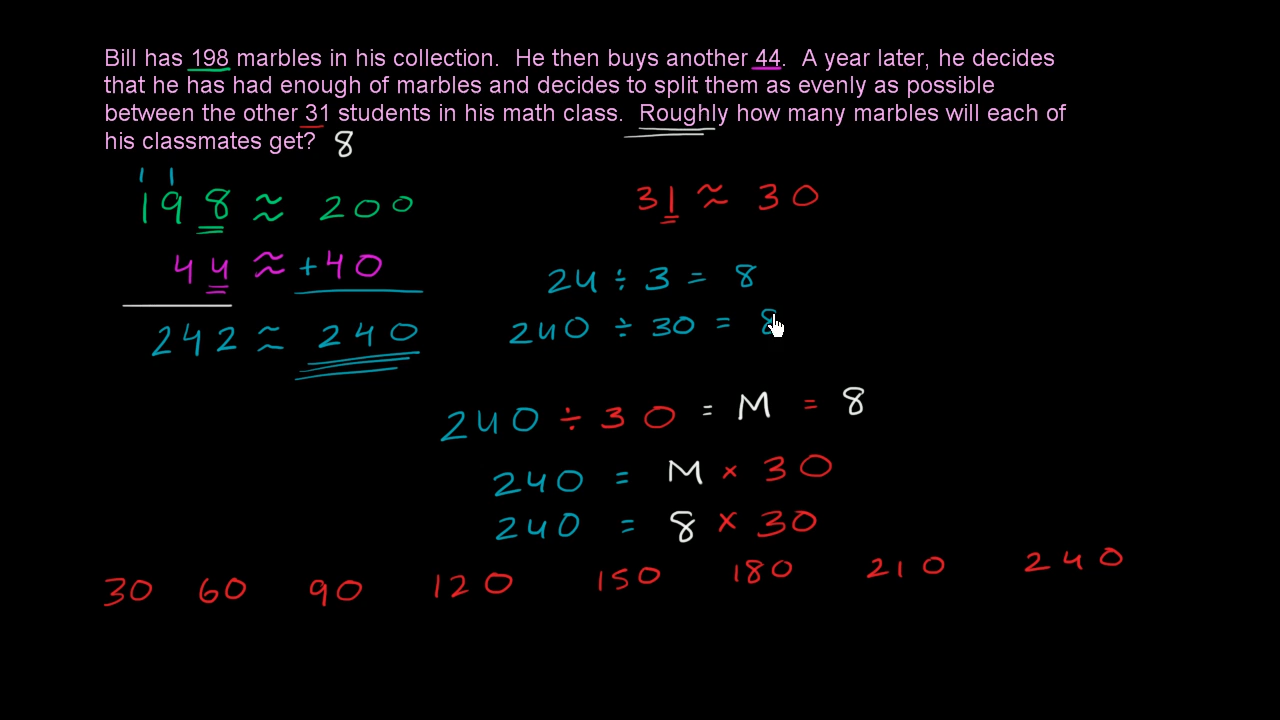 Bill has 198 marbles in his collection. He then buys another 44. A year later, he decides
that he has had enough of marbles and decides to split them as evenly as possible
between the other 31 students in his math class. Roughly how many marbles will each of
his classmates get? 8
1 1
198 ≈ 200
31 ≈ 30
44 ≈ +40
24 ÷ 3 = 8
242 ≈ 240
240 ÷ 30 = 8
240 ÷ 30 = M = 8
240 = M × 30
240 = 8 × 30
30 60 90 120 150 180 210 240